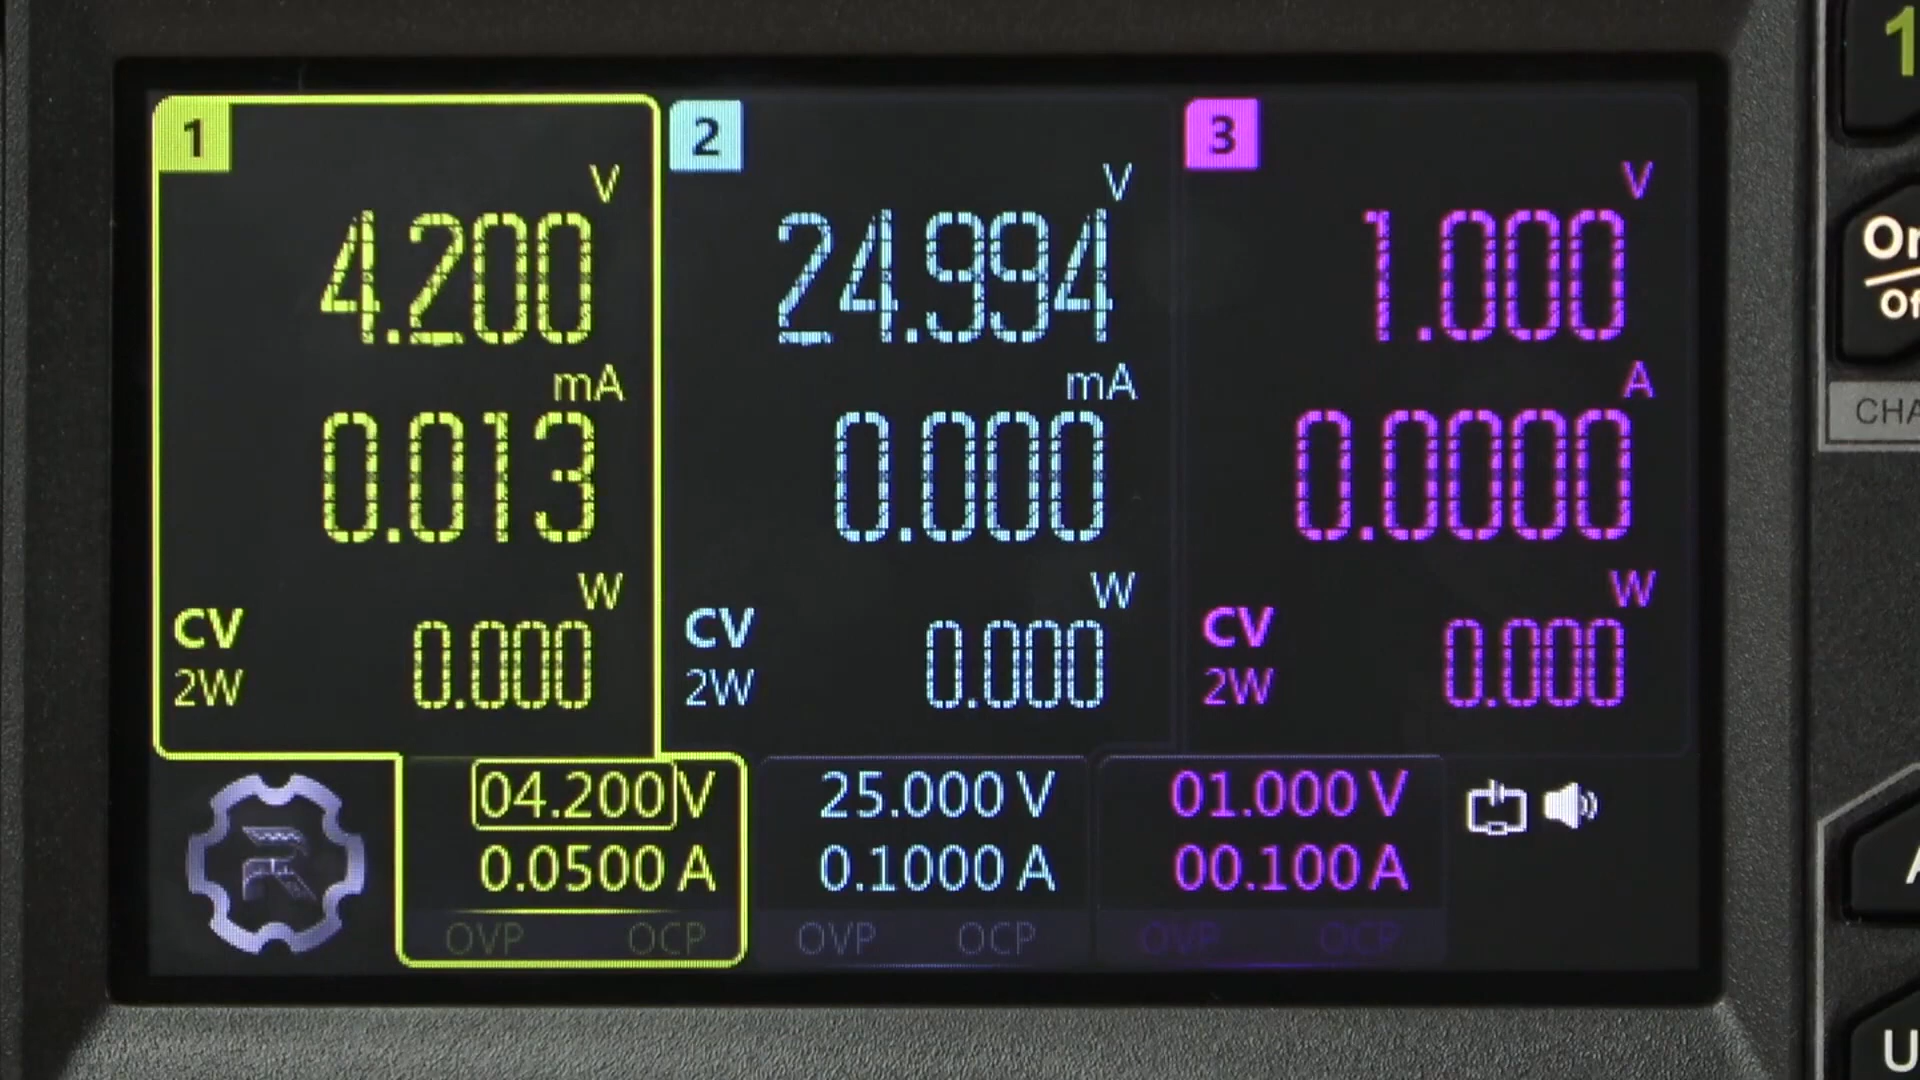 1
V
4.200
mA
0.013
W
CV
2W
0.000
2
V
24.994
mA
0.000
W
CV
2W
0.000
3
V
1.000
A
0.0000
W
CV
2W
0.000
04.200 V
0.0500 A
OVP OCP
25.000 V
0.1000 A
OVP OCP
01.000 V
00.100 A
OVP OCP
1
Of
CHA
U